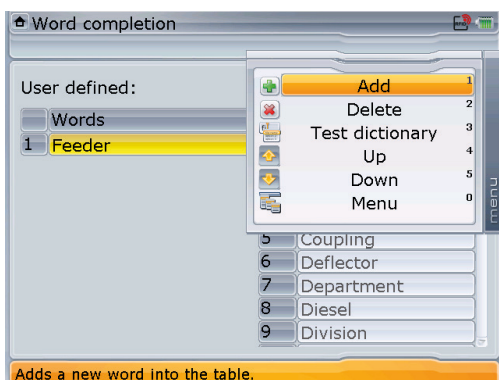 Word completion
User defined:
Words
1 Feeder
Add 1
Delete 2
Test dictionary 3
Up 4
Down 5
Menu 0
menu
5 Coupling
6 Deflector
7 Department
8 Diesel
9 Division
Adds a new word into the table.